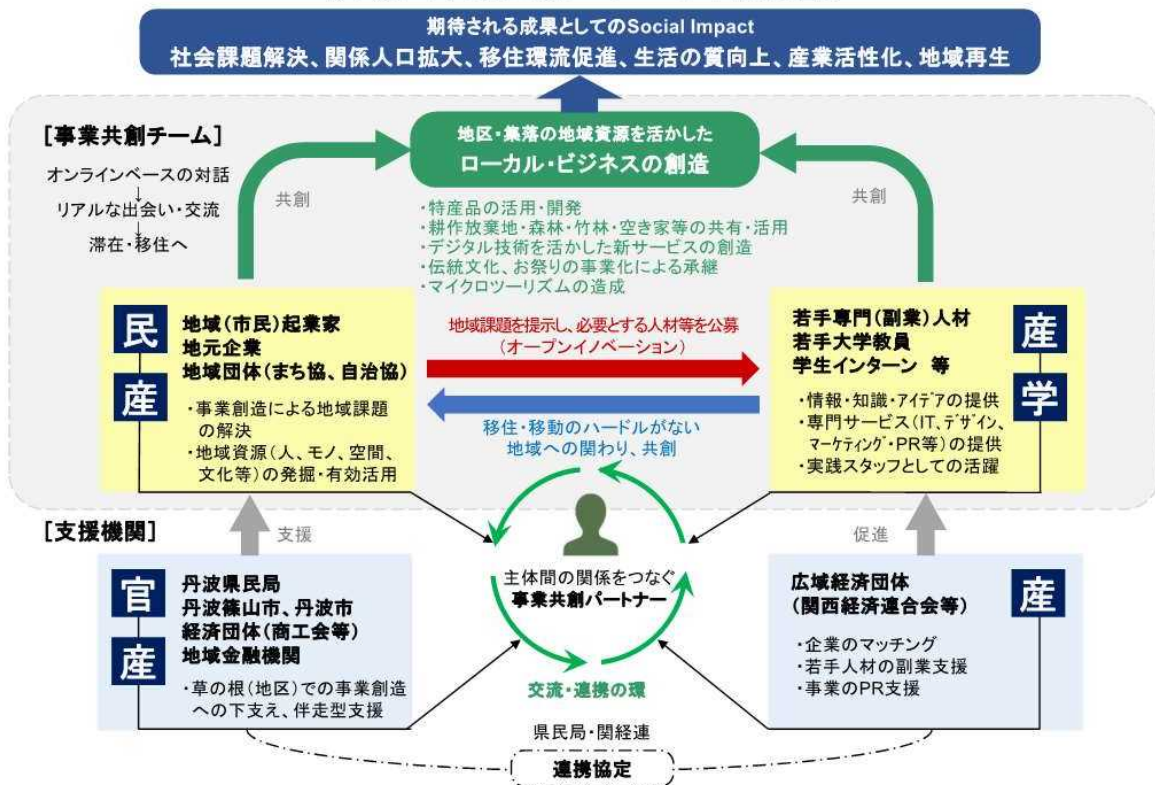 期待される成果としてのSocial Impact
社会課題解決、関係人口拡大、移住環流促進、生活の質向上、産業活性化、地域再生
[事業共創チーム]
オンラインベースの対話
↓
リアルな出会い・交流
↓
滞在・移住へ
共創
地区・集落の地域資源を活かした
ローカル・ビジネスの創造
共創
・特産品の活用・開発
・耕作放棄地・森林・竹林・空き家等の共有・活用
・デジタル技術を活かした新サービスの創造
・伝統文化、お祭りの事業化による承継
・マイクロツーリズムの造成
民
産
地域(市民)起業家
地元企業
地域団体(まち協、自治協)
・事業創造による地域課題
の解決
・地域資源(人、モノ、空間、
文化等)の発掘・有効活用
地域課題を提示し、必要とする人材等を公募
(オープンイノベーション)
移住・移動のハードルがない
地域への関わり、共創
若手専門(副業)人材
若手大学教員
学生インターン 等
・情報・知識・アイデアの提供
・専門サービス(IT、デザイン、
マーケティング・PR等)の提供
・実践スタッフとしての活躍
産
学
[支援機関]
支援
促進
官
産
丹波県民局
丹波篠山市、丹波市
経済団体(商工会等)
地域金融機関
・草の根(地区)での事業創造
への下支え、伴走型支援
主体間の関係をつなぐ
事業共創パートナー
交流・連携の環
広域経済団体
(関西経済連合会等)
・企業のマッチング
・若手人材の副業支援
・事業のPR支援
産
県民局・関経連
連携協定